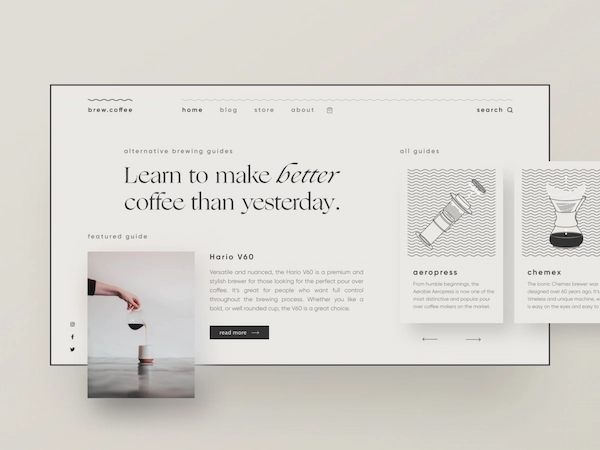 brew.coffee
home blog store about
search
alternative brewing guides
Learn to make better
coffee than yesterday.
featured guide
Hario V60
Versatile and nuanced, the Hario V60 is a premium and
stylish brewer for those looking for the perfect pour over
coffee. It's great for people who want full control
throughout the brewing process. Whether you like a
bold, or well-rounded cup, the V60 is a great choice.
read more
all guides
aeropress
From humble beginnings, the
Aerobie Aeropress is now one of the
most distinctive and popular pour
over coffee makers on the market.
chemex
The iconic Chemex brewer was
designed over 60 years ago. It's
timeless and unique machine, w
is easy on the eyes and easy to